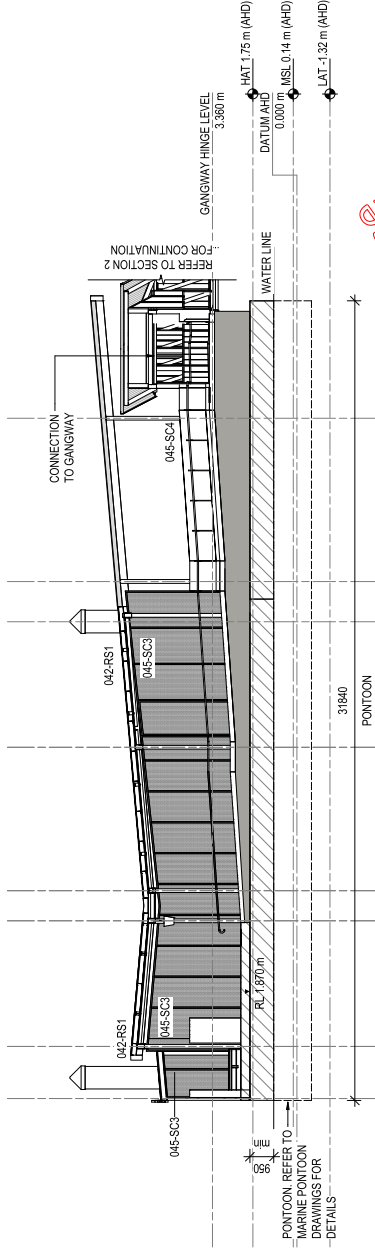 CONNECTION
TO GANGWAY
REFER TO SECTION 2
...FOR CONTINUATION
042-RS1
042-RS1
045-SC3
045-SC3
045-SC3
045-SC4
GANGWAY HINGE LEVEL
3.360 m
HAT 1.75 m (AHD)
DATUM AHD
0.000 m
MSL 0.14 m (AHD)
LAT -1.32 m (AHD)
WATER LINE
RL 1.870 m
950
min
31840
PONTOON
PONTOON. REFER TO
MARINE PONTOON
DRAWINGS FOR
DETAILS